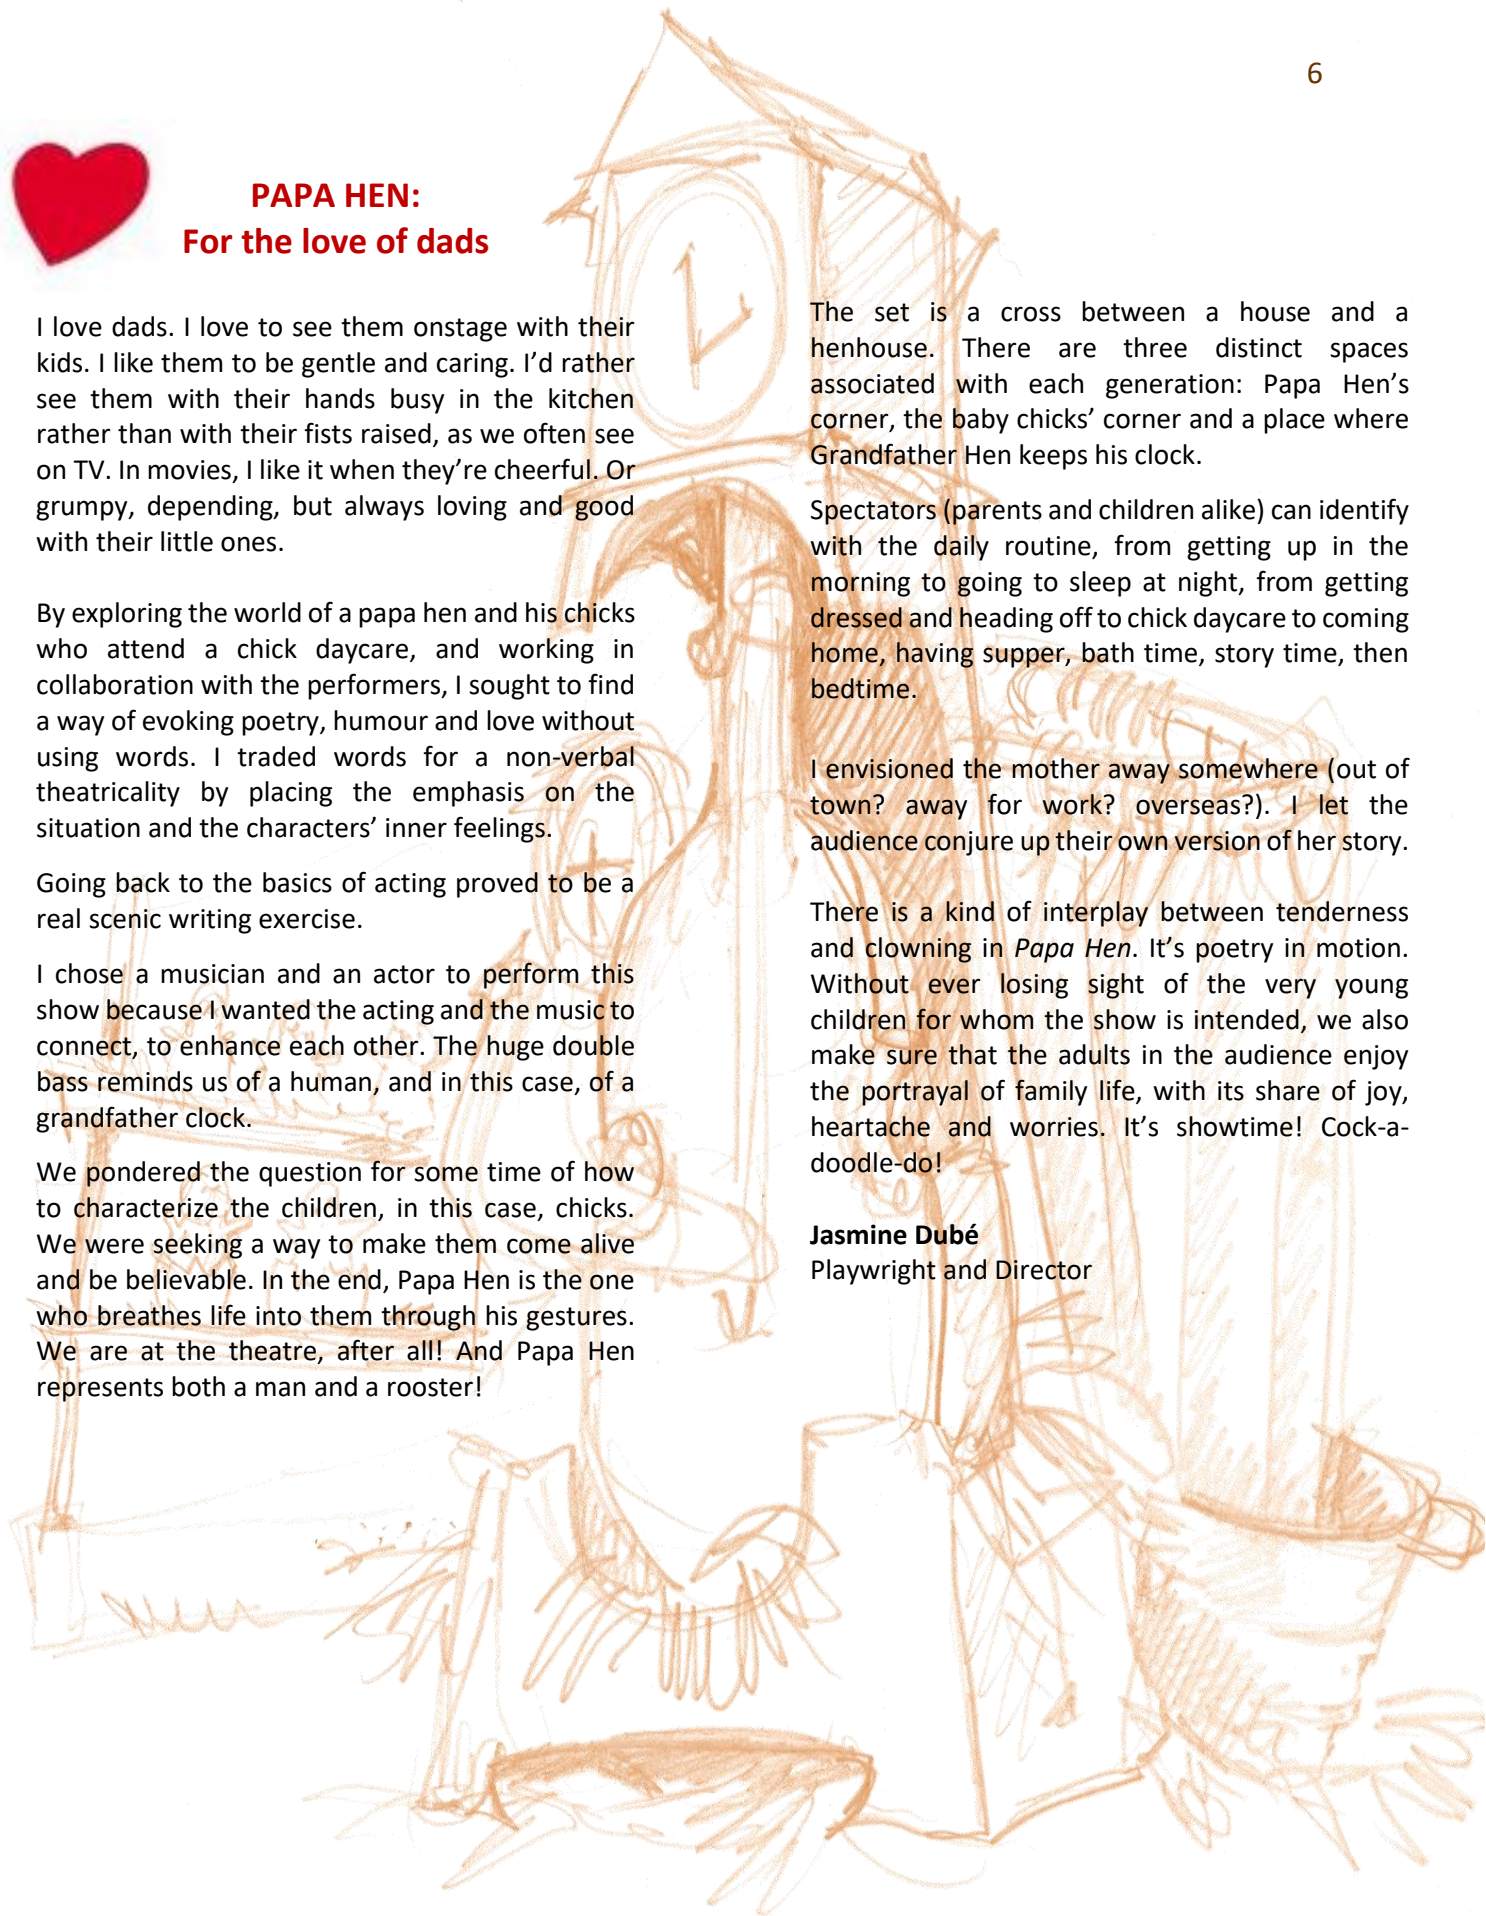 6
PAPA HEN:
For the love of dads
I love dads. I love to see them onstage with their
kids. I like them to be gentle and caring. I’d rather
see them with their hands busy in the kitchen
rather than with their fists raised, as we often see
on TV. In movies, I like it when they’re cheerful. Or
grumpy, depending, but always loving and good
with their little ones.
By exploring the world of a papa hen and his chicks
who attend a chick daycare, and working in
collaboration with the performers, I sought to find
a way of evoking poetry, humour and love without
using words. I traded words for a non-verbal
theatricality by placing the emphasis on the
situation and the characters’ inner feelings.
Going back to the basics of acting proved to be a
real scenic writing exercise.
I chose a musician and an actor to perform this
show because I wanted the acting and the music to
connect, to enhance each other. The huge double
bass reminds us of a human, and in this case, of a
grandfather clock.
We pondered the question for some time of how
to characterize the children, in this case, chicks.
We were seeking a way to make them come alive
and be believable. In the end, Papa Hen is the one
who breathes life into them through his gestures.
We are at the theatre, after all! And Papa Hen
represents both a man and a rooster!
The set is a cross between a house and a
henhouse. There are three distinct spaces
associated with each generation: Papa Hen’s
corner, the baby chicks’ corner and a place where
Grandfather Hen keeps his clock.
Spectators (parents and children alike) can identify
with the daily routine, from getting up in the
morning to going to sleep at night, from getting
dressed and heading off to chick daycare to coming
home, having supper, bath time, story time, then
bedtime.
I envisioned the mother away somewhere (out of
town? away for work? overseas?). I let the
audience conjure up their own version of her story.
There is a kind of interplay between tenderness
and clowning in Papa Hen. It’s poetry in motion.
Without ever losing sight of the very young
children for whom the show is intended, we also
make sure that the adults in the audience enjoy
the portrayal of family life, with its share of joy,
heartache and worries. It’s showtime! Cock-a-
doodle-do!
Jasmine Dubé
Playwright and Director